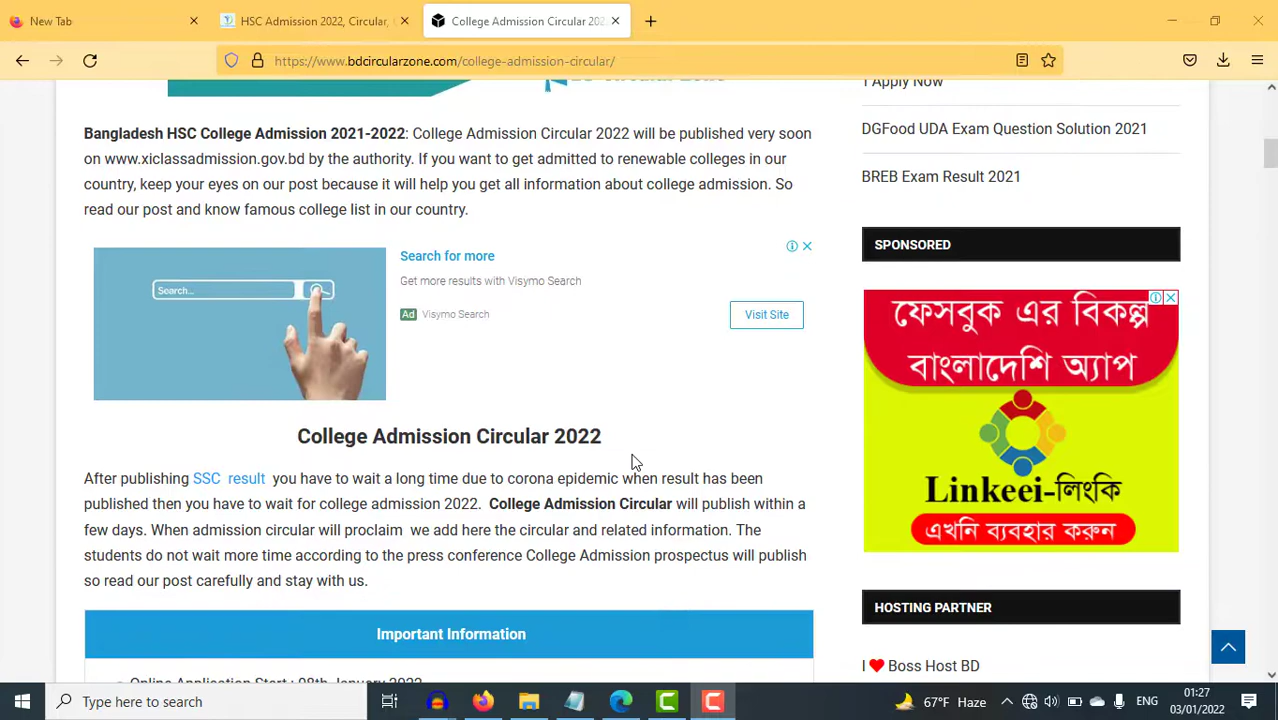 New Tab
HSC Admission 2022, Circular,
College Admission Circular 202
https://www.bdcircularzone.com/college-admission-circular/
1 Apply Now
Bangladesh HSC College Admission 2021-2022: College Admission Circular 2022 will be published very soon
on www.xiclassadmission.gov.bd by the authority. If you want to get admitted to renewable colleges in our
country, keep your eyes on our post because it will help you get all information about college admission. So
read our post and know famous college list in our country.
DGFood UDA Exam Question Solution 2021
BREB Exam Result 2021
SPONSORED
Search...
Search for more
Get more results with Visymo Search
Ad Visymo Search
Visit Site
ফেসবুক এর বিকল্প
বাংলাদেশি অ্যাপ
Linkeei-লিংকি
এখনি ব্যবহার করুন
College Admission Circular 2022
After publishing SSC result you have to wait a long time due to corona epidemic when result has been
published then you have to wait for college admission 2022. College Admission Circular will publish within a
few days. When admission circular will proclaim we add here the circular and related information. The
students do not wait more time according to the press conference College Admission prospectus will publish
so read our post carefully and stay with us.
Important Information
Online Application Start : 08th January 2022
HOSTING PARTNER
I ❤ Boss Host BD
Type here to search
67°F Haze
ENG
01:27
03/01/2022